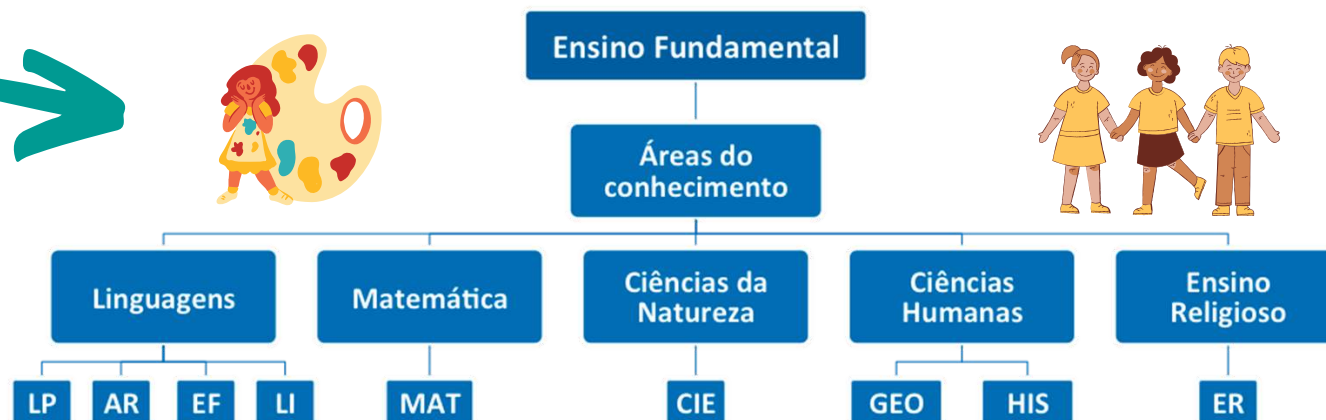 Ensino Fundamental
Áreas do
conhecimento
Linguagens
Matemática
Ciências da
Natureza
Ciências
Humanas
Ensino
Religioso
LP
AR
EF
LI
MAT
CIE
GEO
HIS
ER